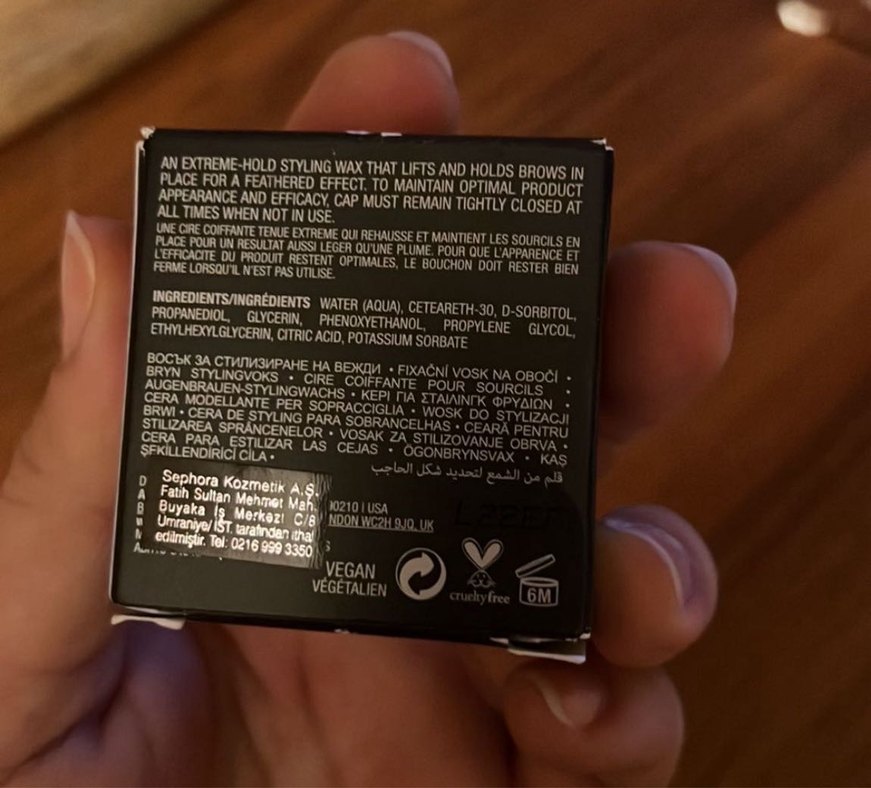 AN EXTREME-HOLD STYLING WAX THAT LIFTS AND HOLDS BROWS IN
PLACE FOR A FEATHERED EFFECT. TO MAINTAIN OPTIMAL PRODUCT
APPEARANCE AND EFFICACY, CAP MUST REMAIN TIGHTLY CLOSED AT
ALL TIMES WHEN NOT IN USE.
UNE CIRE COIFFANTE TENUE EXTREME QUI REHAUSSE ET MAINTIENT LES SOURCILS EN
PLACE POUR UN RESULTAT AUSSI LEGER QU'UNE PLUME. POUR QUE L'APPARENCE ET
L'EFFICACITE DU PRODUIT RESTENT OPTIMALES, LE BOUCHON DOIT RESTER BIEN
FERME LORSQU'IL N'EST PAS UTILISE.
INGREDIENTS/INGRÉDIENTS WATER (AQUA), CETEARETH-30, D-SORBITOL,
PROPANEDIOL, GLYCERIN, PHENOXYETHANOL, PROPYLENE GLYCOL,
ETHYLHEXYLGLYCERIN, CITRIC ACID, POTASSIUM SORBATE
ВОСЪК ЗА СТИЛИЗИРАНЕ НА ВЕЖДИ • FIXAČNÍ VOSK NA OBOČÍ •
BRYN STYLINGVOKS • CIRE COIFFANTE POUR SOURCILS •
AUGENBRAUEN-STYLINGWACHS • ΚΕΡΙ ΓΙΑ ΣΤΑΙΛΙΝΓΚ ΦΡΥΔΙΩΝ •
CERA MODELLANTE PER SOPRACCIGLIA • WOSK DO STYLIZACJI
BRWI • CERA DE STYLING PARA SOBRANCELHAS • CEARĂ PENTRU
STILIZAREA SPRÂNCENELOR • VOSAK ZA STILIZOVANJE OBRVA •
CERA PARA ESTILIZAR LAS CEJAS • ÖGONBRYNSVAX • KAŞ
ŞEKİLLENDİRİCİ CİLA •
قلم من الشمع لتحديد شكل الحاجب
Sephora Kozmetik A.Ş.
Fatih Sultan Mehmet Mah.
Buyaka İş Merkezi C/8
Ümraniye/İST. tarafından ithal
edilmiştir. Tel: 0216 999 3350
0210 | USA
NDON WC2H 9JQ, UK
VEGAN
VÉGÉTALIEN
crueltyfree
6M